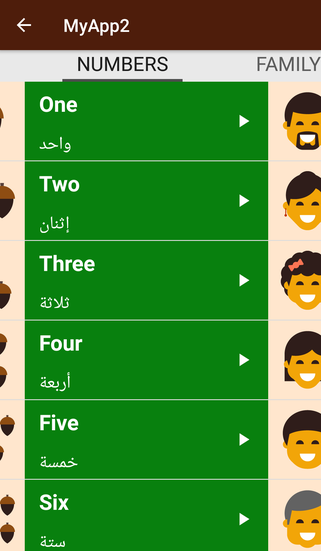 MyApp2
NUMBERS
FAMILY
One
واحد
Two
إثنان
Three
ثلاثة
Four
أربعة
Five
خمسة
Six
ستة